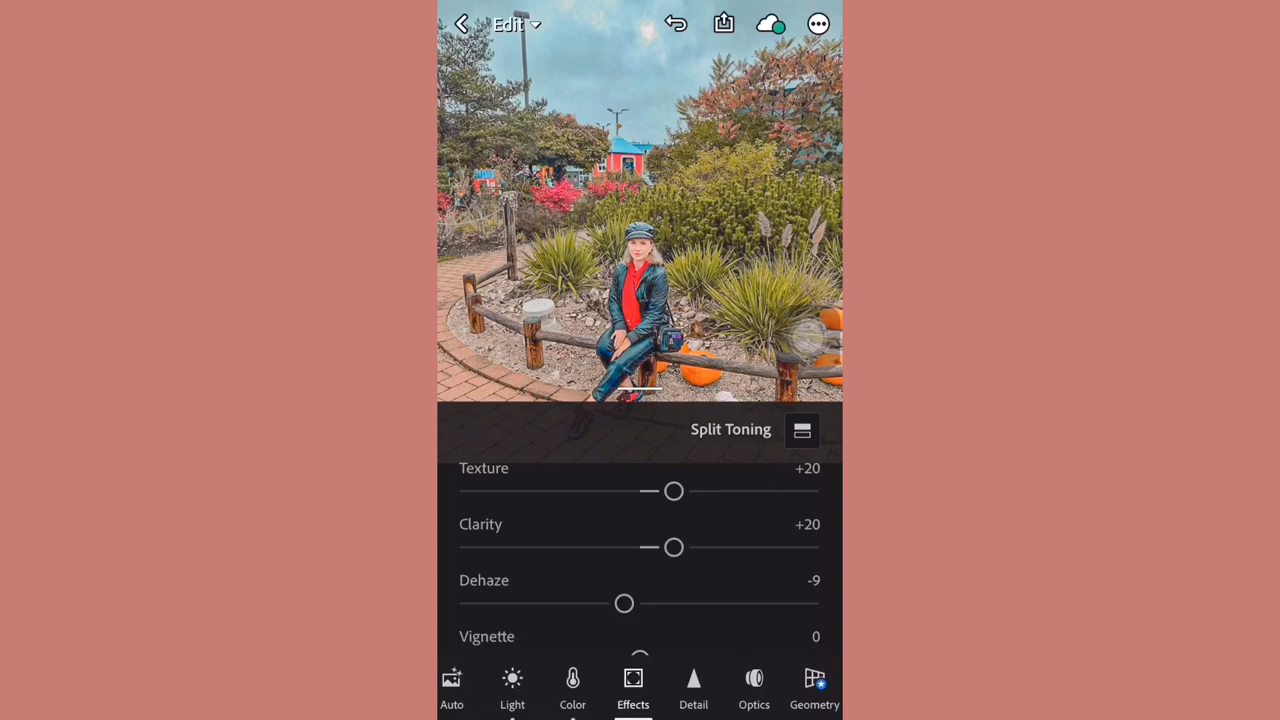 Edit
Split Toning
Texture +20
Clarity +20
Dehaze -9
Vignette 0
Auto Light Color Effects Detail Optics Geometry